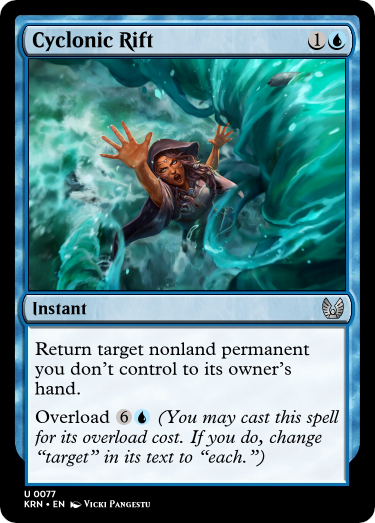 Cyclonic Rift 1
Instant
Return target nonland permanent
you don't control to its owner's
hand.
Overload 6 (You may cast this spell
for its overload cost. If you do, change
"target" in its text to "each.")
U 0077
KRN • EN Vicki Pangestu